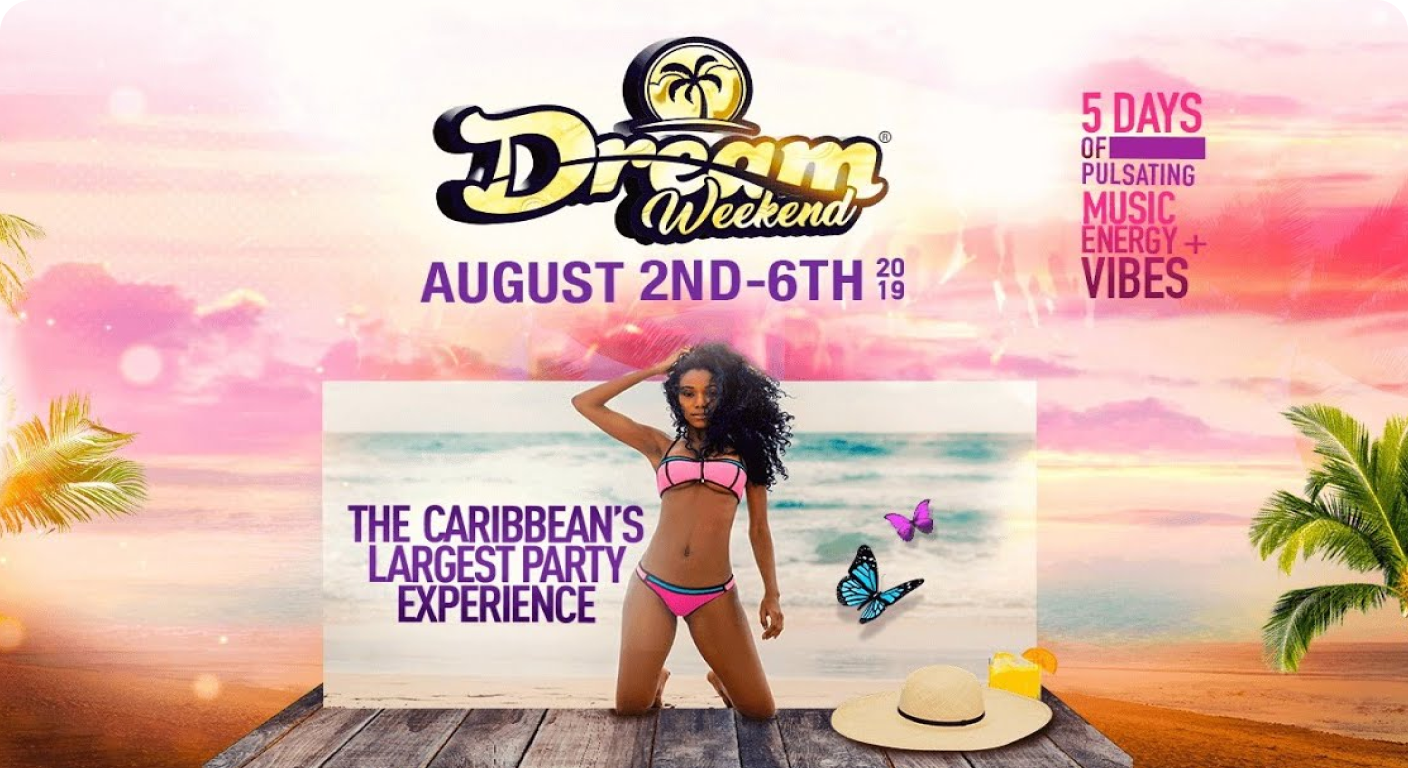 Dream®
Weekend
AUGUST 2ND-6TH 2019
5 DAYS
OF
PULSATING
MUSIC
ENERGY +
VIBES
THE CARIBBEAN'S
LARGEST PARTY
EXPERIENCE